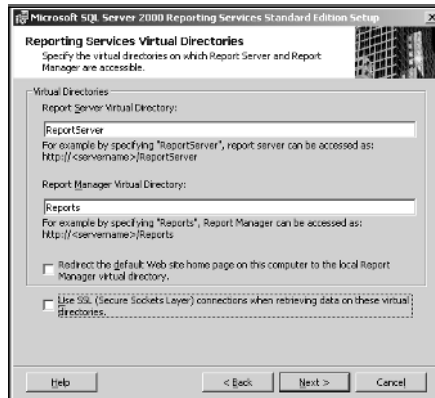 Microsoft SQL Server 2000 Reporting Services Standard Edition Setup
Reporting Services Virtual Directories
Specify the virtual directories on which Report Server and Report
Manager are accessible.
Virtual Directories
Report Server Virtual Directory:
ReportServer
For example by specifying "ReportServer", report server can be accessed as:
http://<servername>/ReportServer
Report Manager Virtual Directory:
Reports
For example by specifying "Reports", Report Manager can be accessed as:
http://<servername>/Reports
Redirect the default Web site home page on this computer to the local Report
Manager virtual directory.
Use SSL (Secure Sockets Layer) connections when retrieving data on these virtual
directories.
Help
< Back
Next >
Cancel